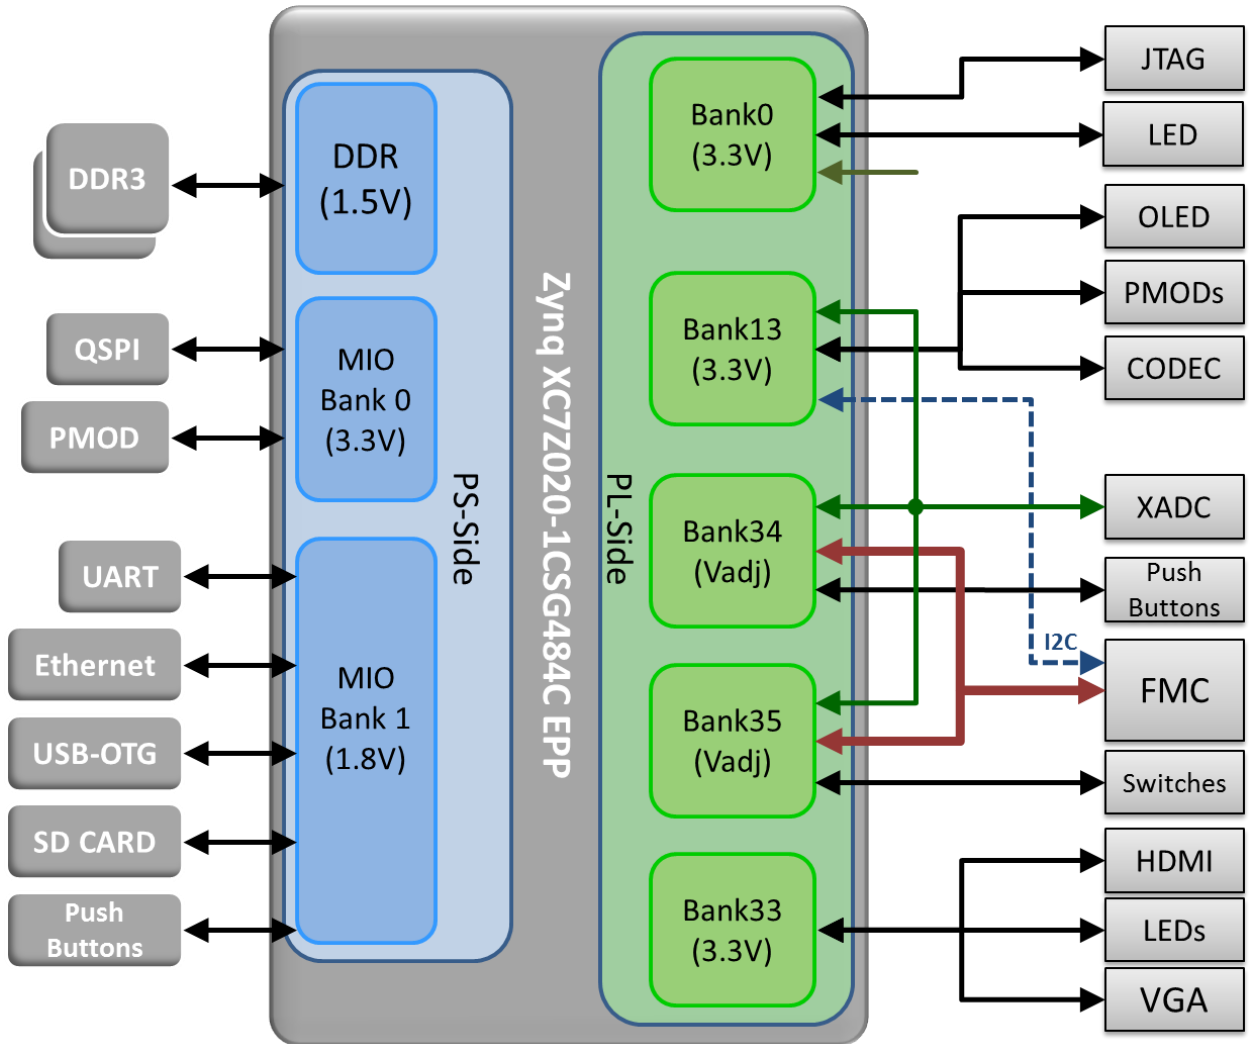 DDR3
QSPI
PMOD
UART
Ethernet
USB-OTG
SD CARD
Push
Buttons
DDR
(1.5V)
MIO
Bank 0
(3.3V)
MIO
Bank 1
(1.8V)
PS-Side
Zynq XC7Z020-1CSG484C EPP
PL-Side
Bank0
(3.3V)
Bank13
(3.3V)
Bank34
(Vadj)
Bank35
(Vadj)
Bank33
(3.3V)
I2C
JTAG
LED
OLED
PMODs
CODEC
XADC
Push
Buttons
FMC
Switches
HDMI
LEDs
VGA